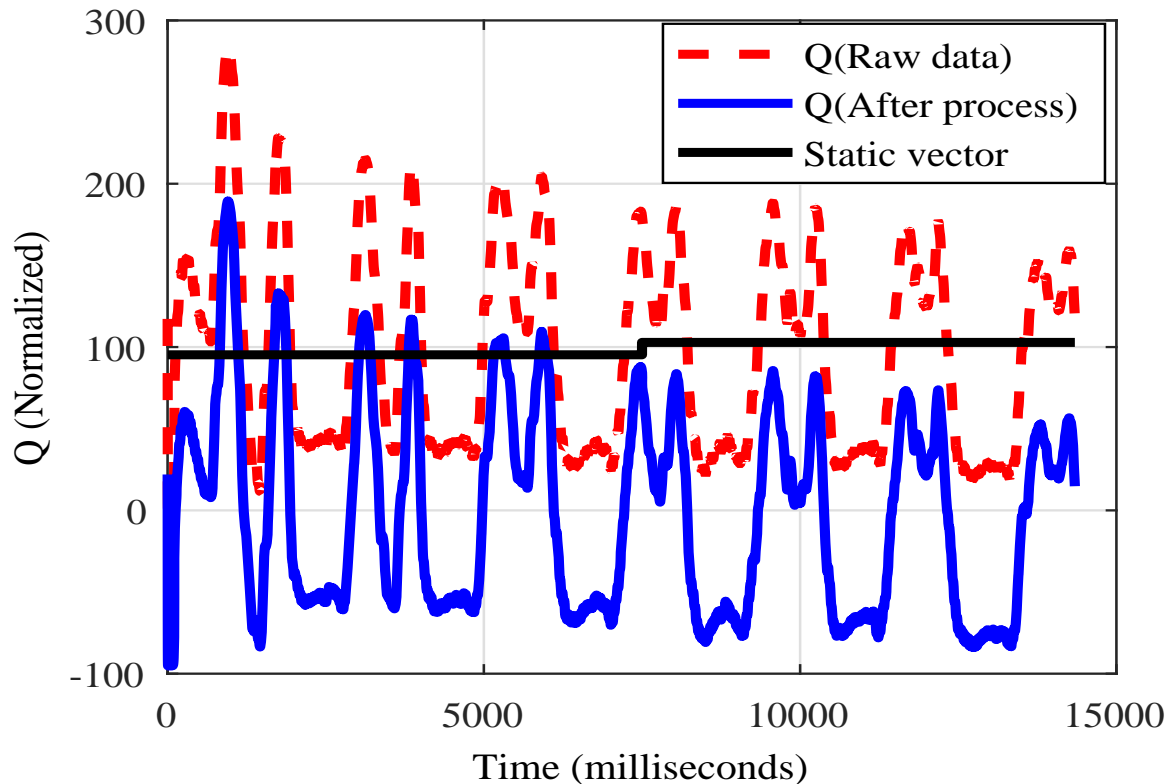 300
200
100
0
-100
Q (Normalized)
Q(Raw data)
Q(After process)
Static vector
0
5000
10000
15000
Time (milliseconds)